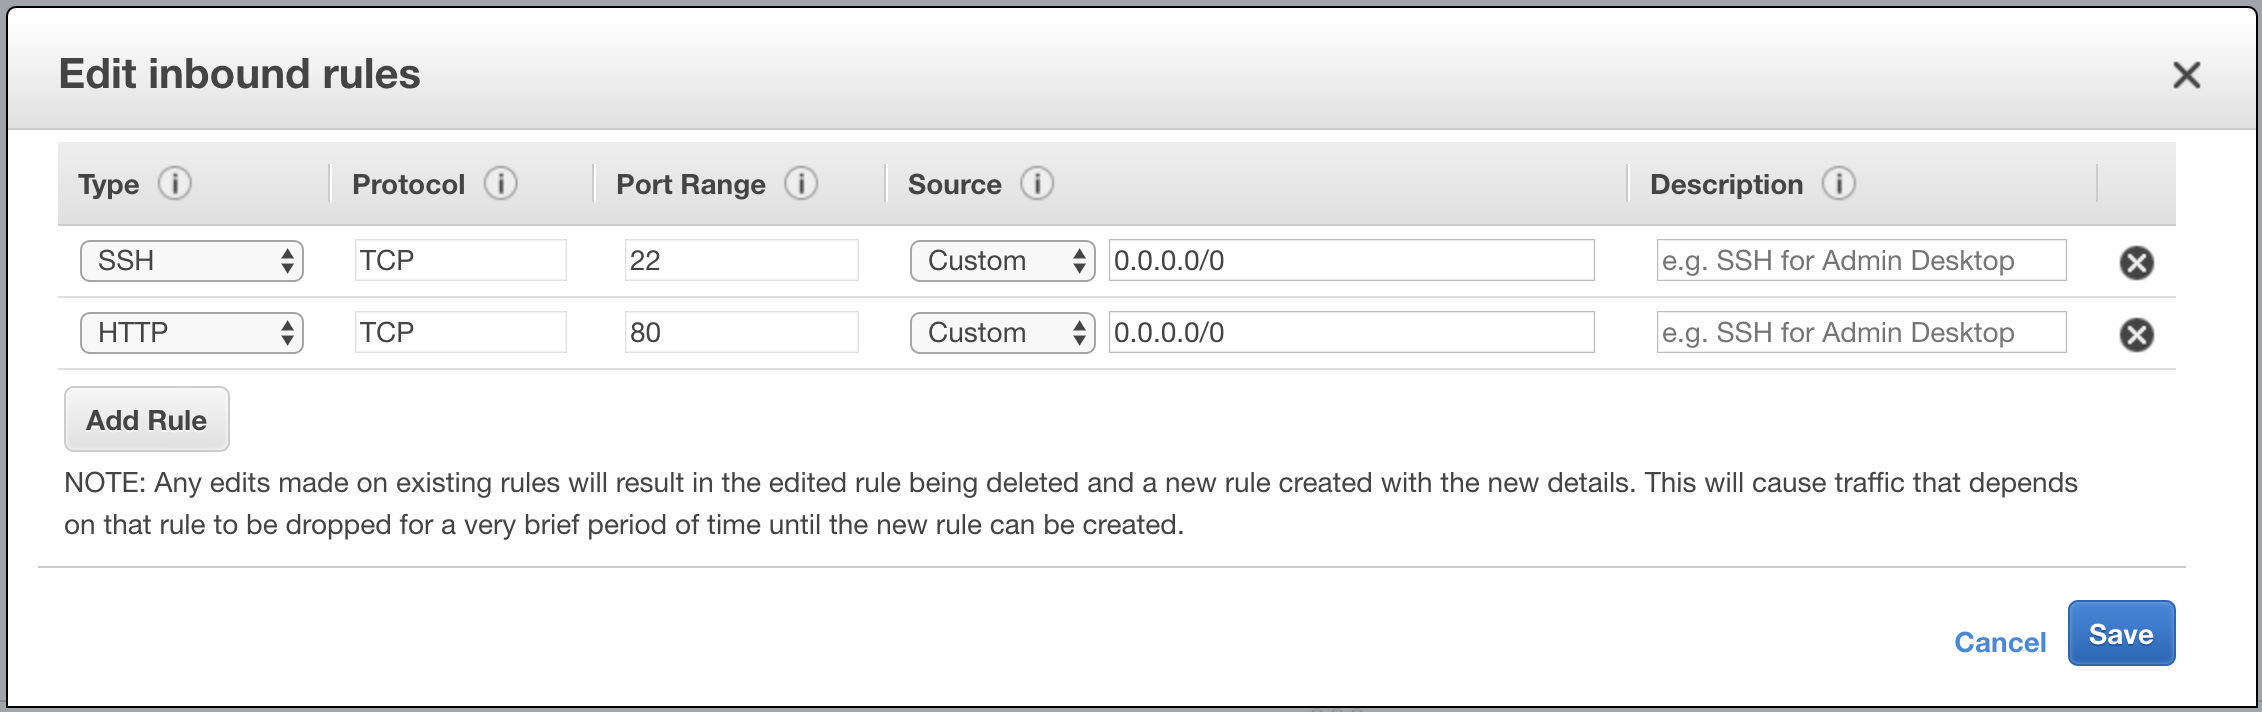 Edit inbound rules
Type Protocol Port Range Source Description
SSH TCP 22 Custom 0.0.0.0/0 e.g. SSH for Admin Desktop
HTTP TCP 80 Custom 0.0.0.0/0 e.g. SSH for Admin Desktop
Add Rule
NOTE: Any edits made on existing rules will result in the edited rule being deleted and a new rule created with the new details. This will cause traffic that depends
on that rule to be dropped for a very brief period of time until the new rule can be created.
Cancel Save